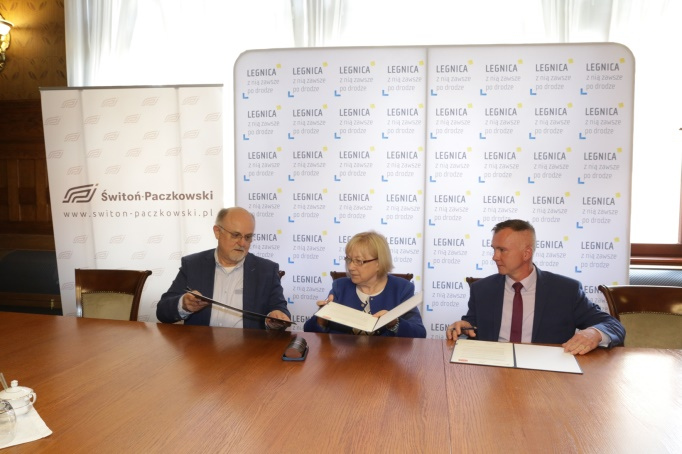 Świtoń-Paczkowski
www.switon-paczkowski.pl
LEGNICA
z nią zawsze
po drodze